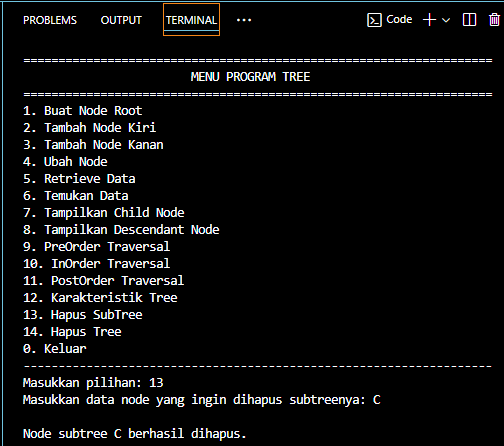 PROBLEMS OUTPUT TERMINAL ··· Code
======================================================================
MENU PROGRAM TREE
======================================================================
1. Buat Node Root
2. Tambah Node Kiri
3. Tambah Node Kanan
4. Ubah Node
5. Retrieve Data
6. Temukan Data
7. Tampilkan Child Node
8. Tampilkan Descendant Node
9. PreOrder Traversal
10. InOrder Traversal
11. PostOrder Traversal
12. Karakteristik Tree
13. Hapus SubTree
14. Hapus Tree
0. Keluar
----------------------------------------------------------------------
Masukkan pilihan: 13
Masukkan data node yang ingin dihapus subtreenya: C
Node subtree C berhasil dihapus.